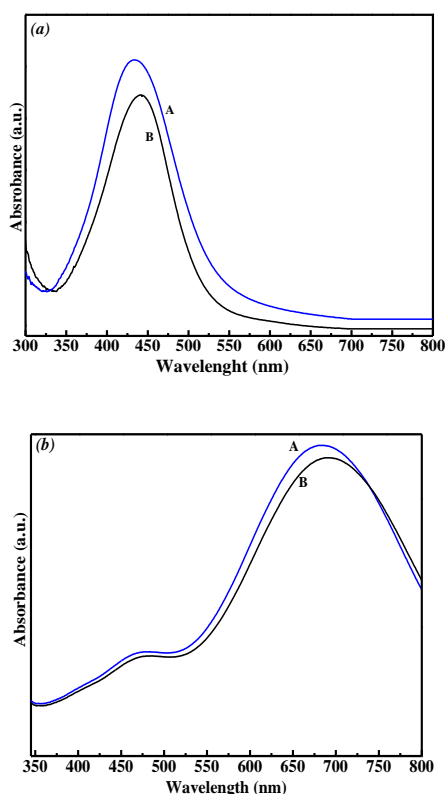 (a)
A
B
Absrobance (a.u.)
300 350 400 450 500 550 600 650 700 750 800
Wavelenght (nm)
(b)
A
B
Absorbance (a.u.)
350 400 450 500 550 600 650 700 750 800
Wavelength (nm)